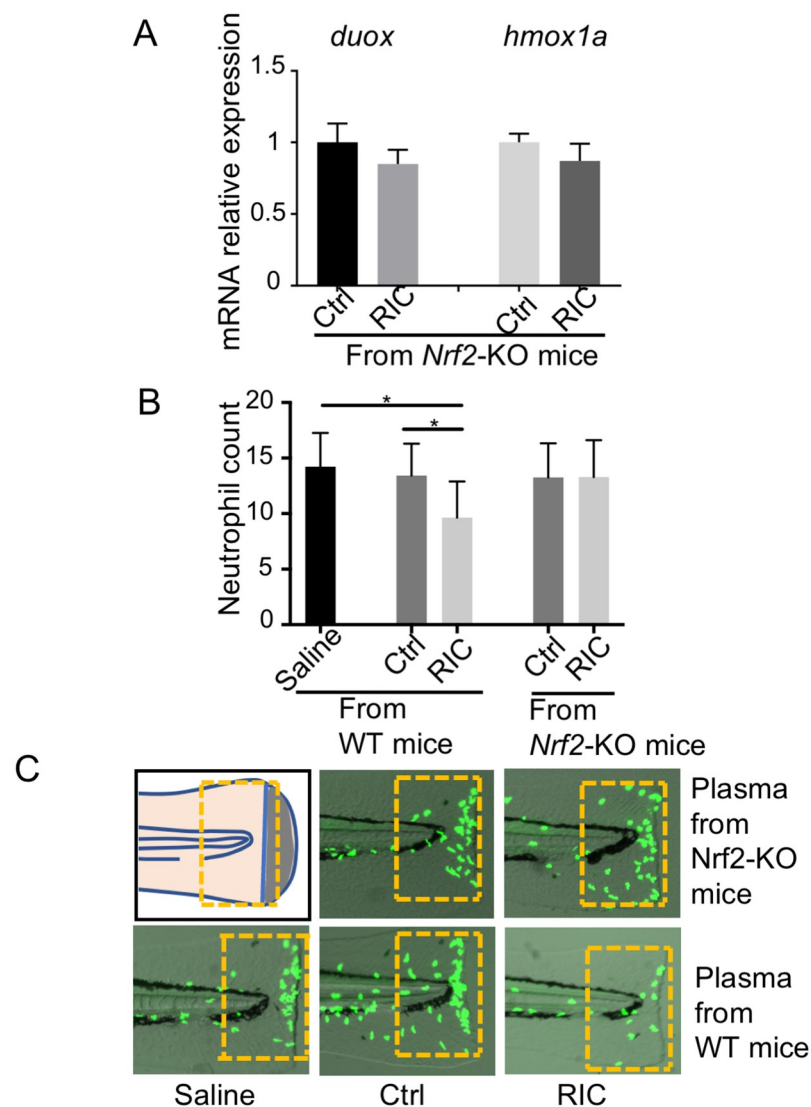 A
duox hmox1a
mRNA relative expression
1.5
1
0.5
0
Ctrl RIC Ctrl RIC
From Nrf2-KO mice
B
Neutrophil count
20
15
10
5
0
* *
Saline Ctrl RIC Ctrl RIC
From
WT mice
From
Nrf2-KO mice
C
Plasma
from
Nrf2-KO
mice
Plasma
from
WT mice
Saline Ctrl RIC